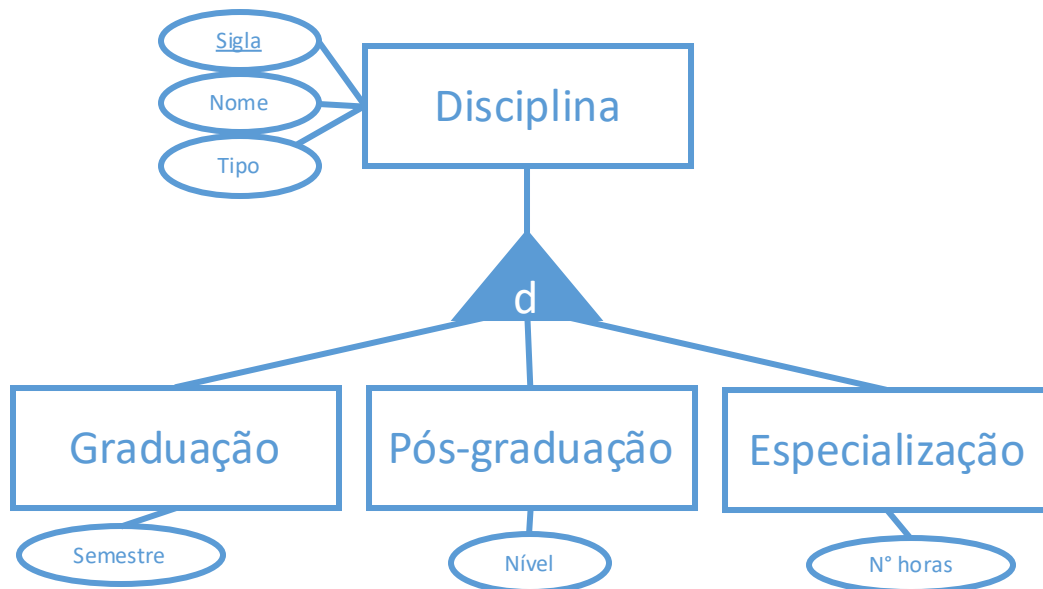 Sigla
Nome
Tipo
Disciplina
d
Graduação
Pós-graduação
Especialização
Semestre
Nível
N° horas